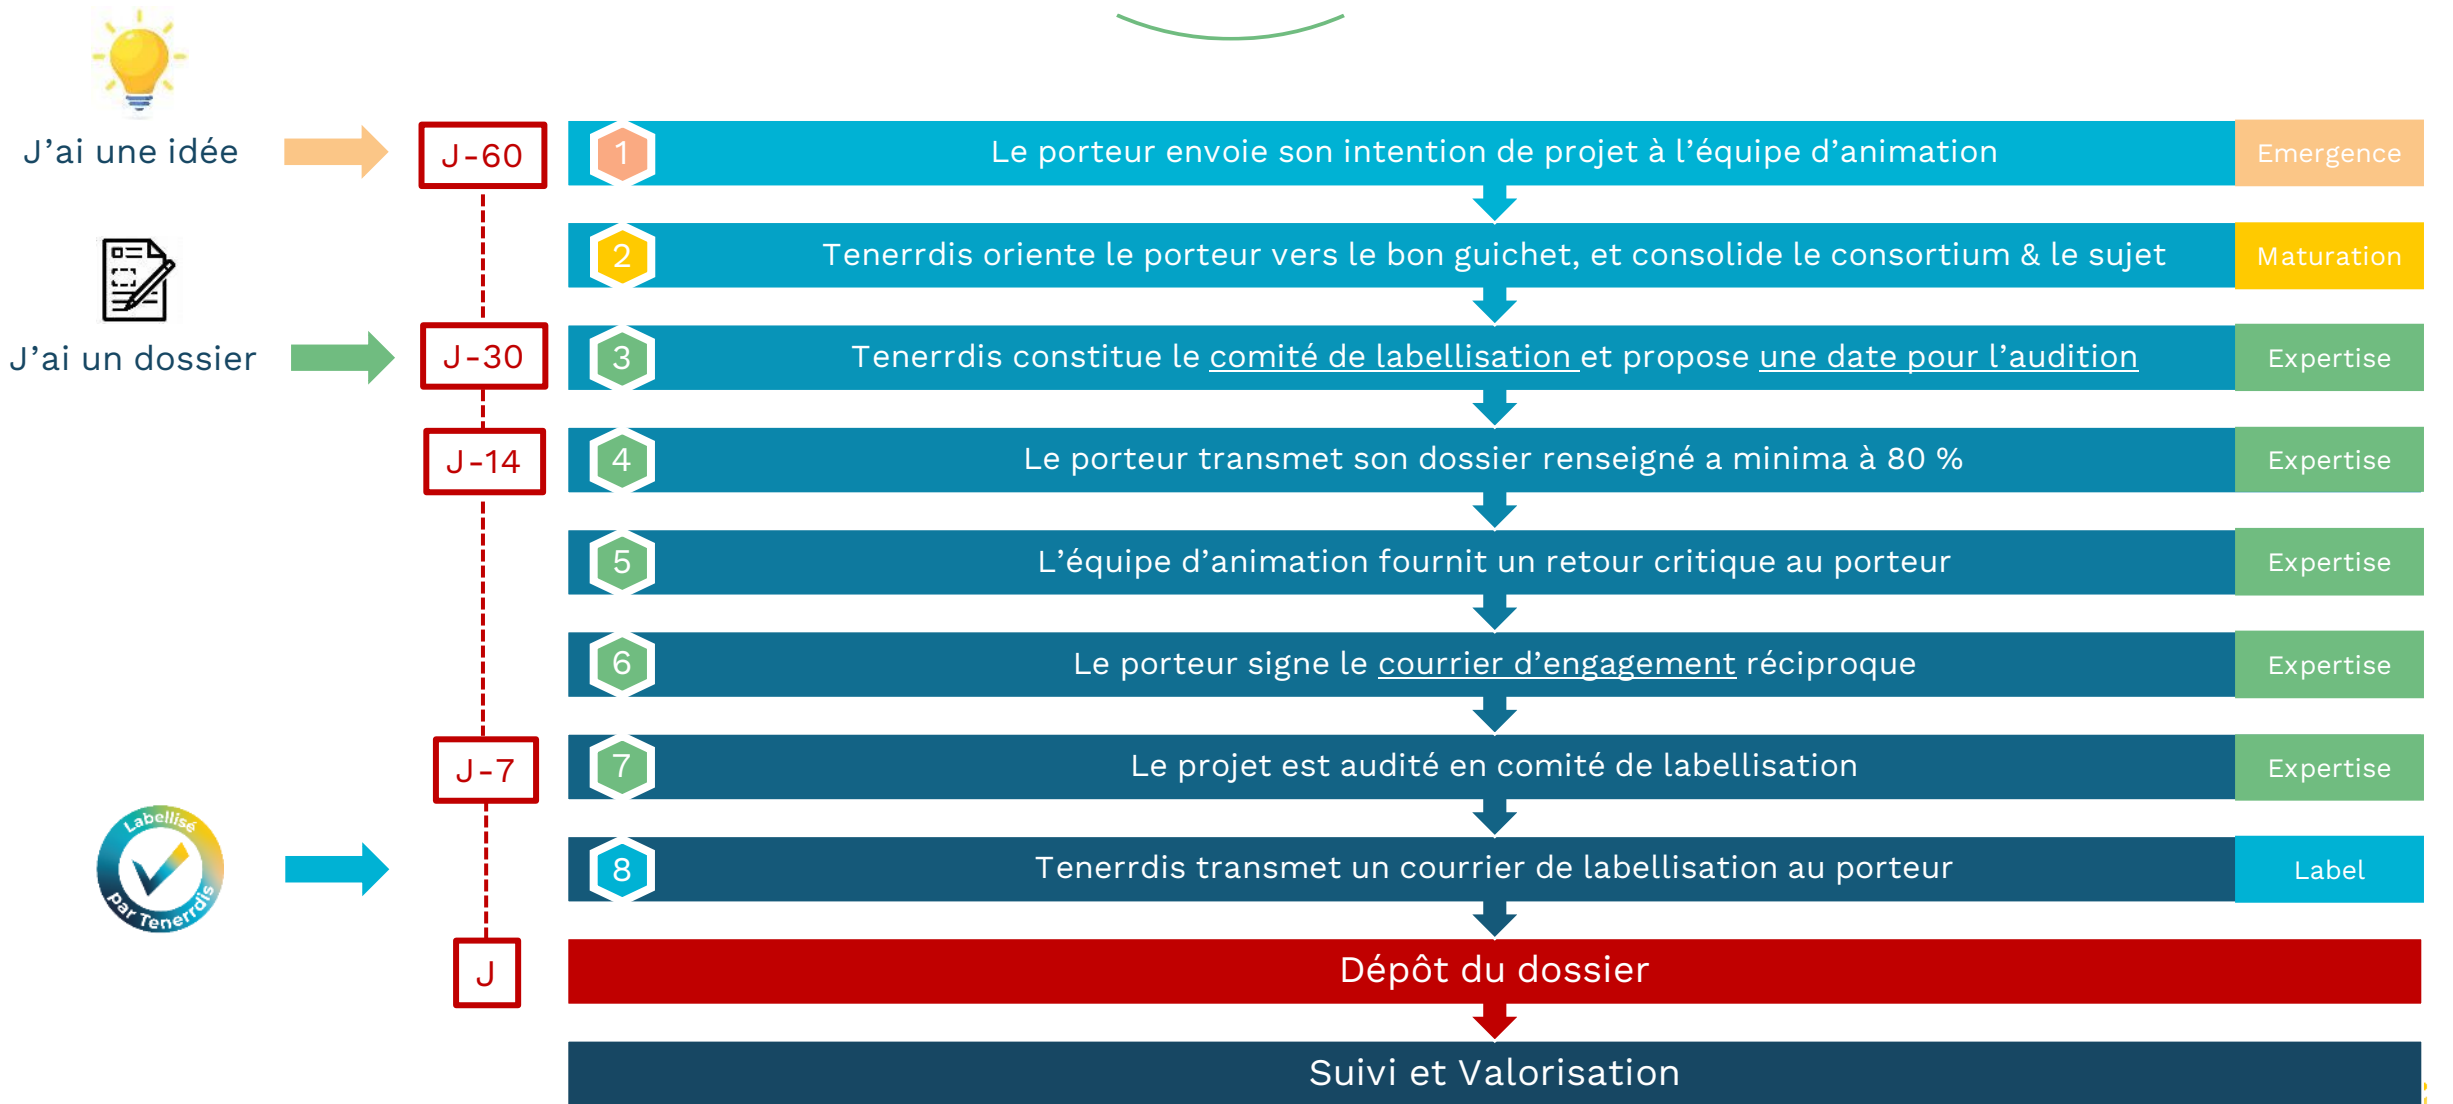 J'ai une idée
J-60
1
Le porteur envoie son intention de projet à l'équipe d'animation
Emergence
2
Tenerrdis oriente le porteur vers le bon guichet, et consolide le consortium & le sujet
Maturation
J'ai un dossier
J-30
3
Tenerrdis constitue le comité de labellisation et propose une date pour l'audition
Expertise
J-14
4
Le porteur transmet son dossier renseigné a minima à 80 %
Expertise
5
L'équipe d'animation fournit un retour critique au porteur
Expertise
6
Le porteur signe le courrier d'engagement réciproque
Expertise
J-7
7
Le projet est audité en comité de labellisation
Expertise
Labellisé
par Tenerrdis
8
Tenerrdis transmet un courrier de labellisation au porteur
Label
J
Dépôt du dossier
Suivi et Valorisation